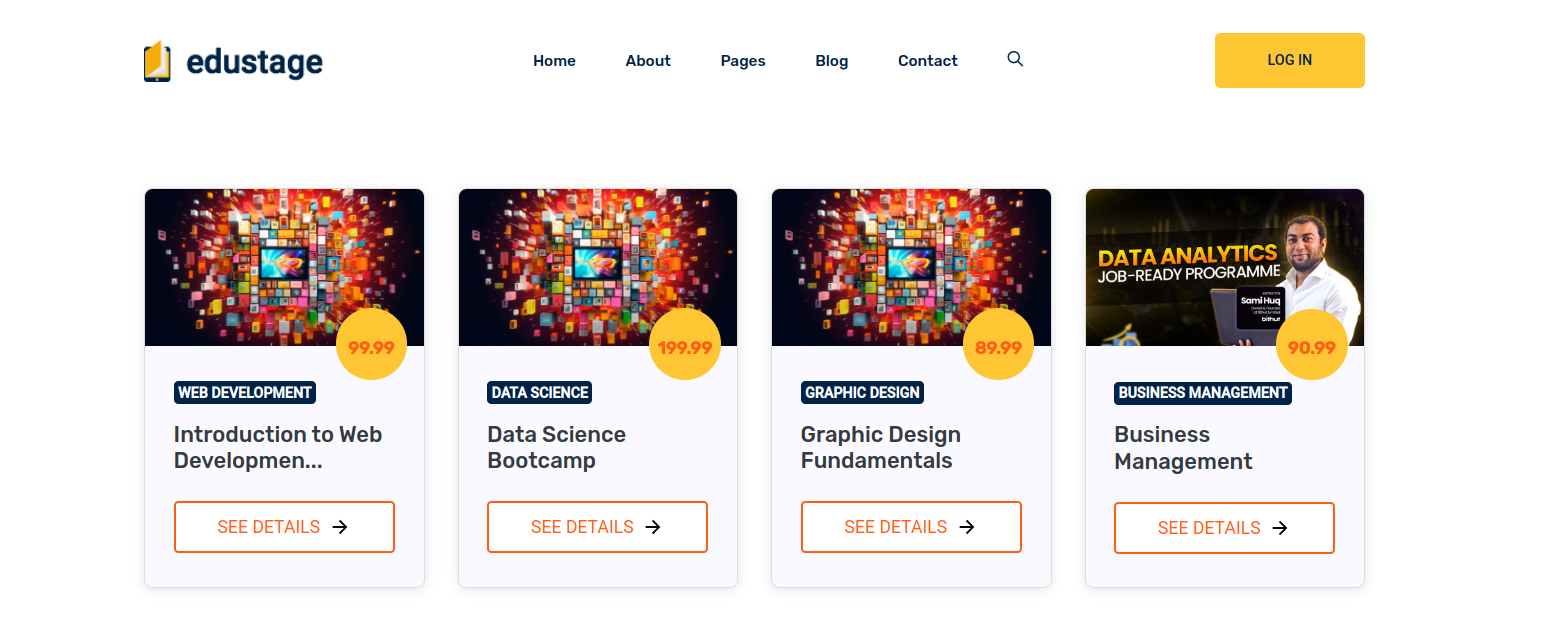 edustage
Home
About
Pages
Blog
Contact
LOG IN
99.99
WEB DEVELOPMENT
Introduction to Web
Developmen...
SEE DETAILS
199.99
DATA SCIENCE
Data Science
Bootcamp
SEE DETAILS
89.99
GRAPHIC DESIGN
Graphic Design
Fundamentals
SEE DETAILS
DATA ANALYTICS
JOB-READY PROGRAMME
Sami Huq
90.99
BUSINESS MANAGEMENT
Business
Management
SEE DETAILS